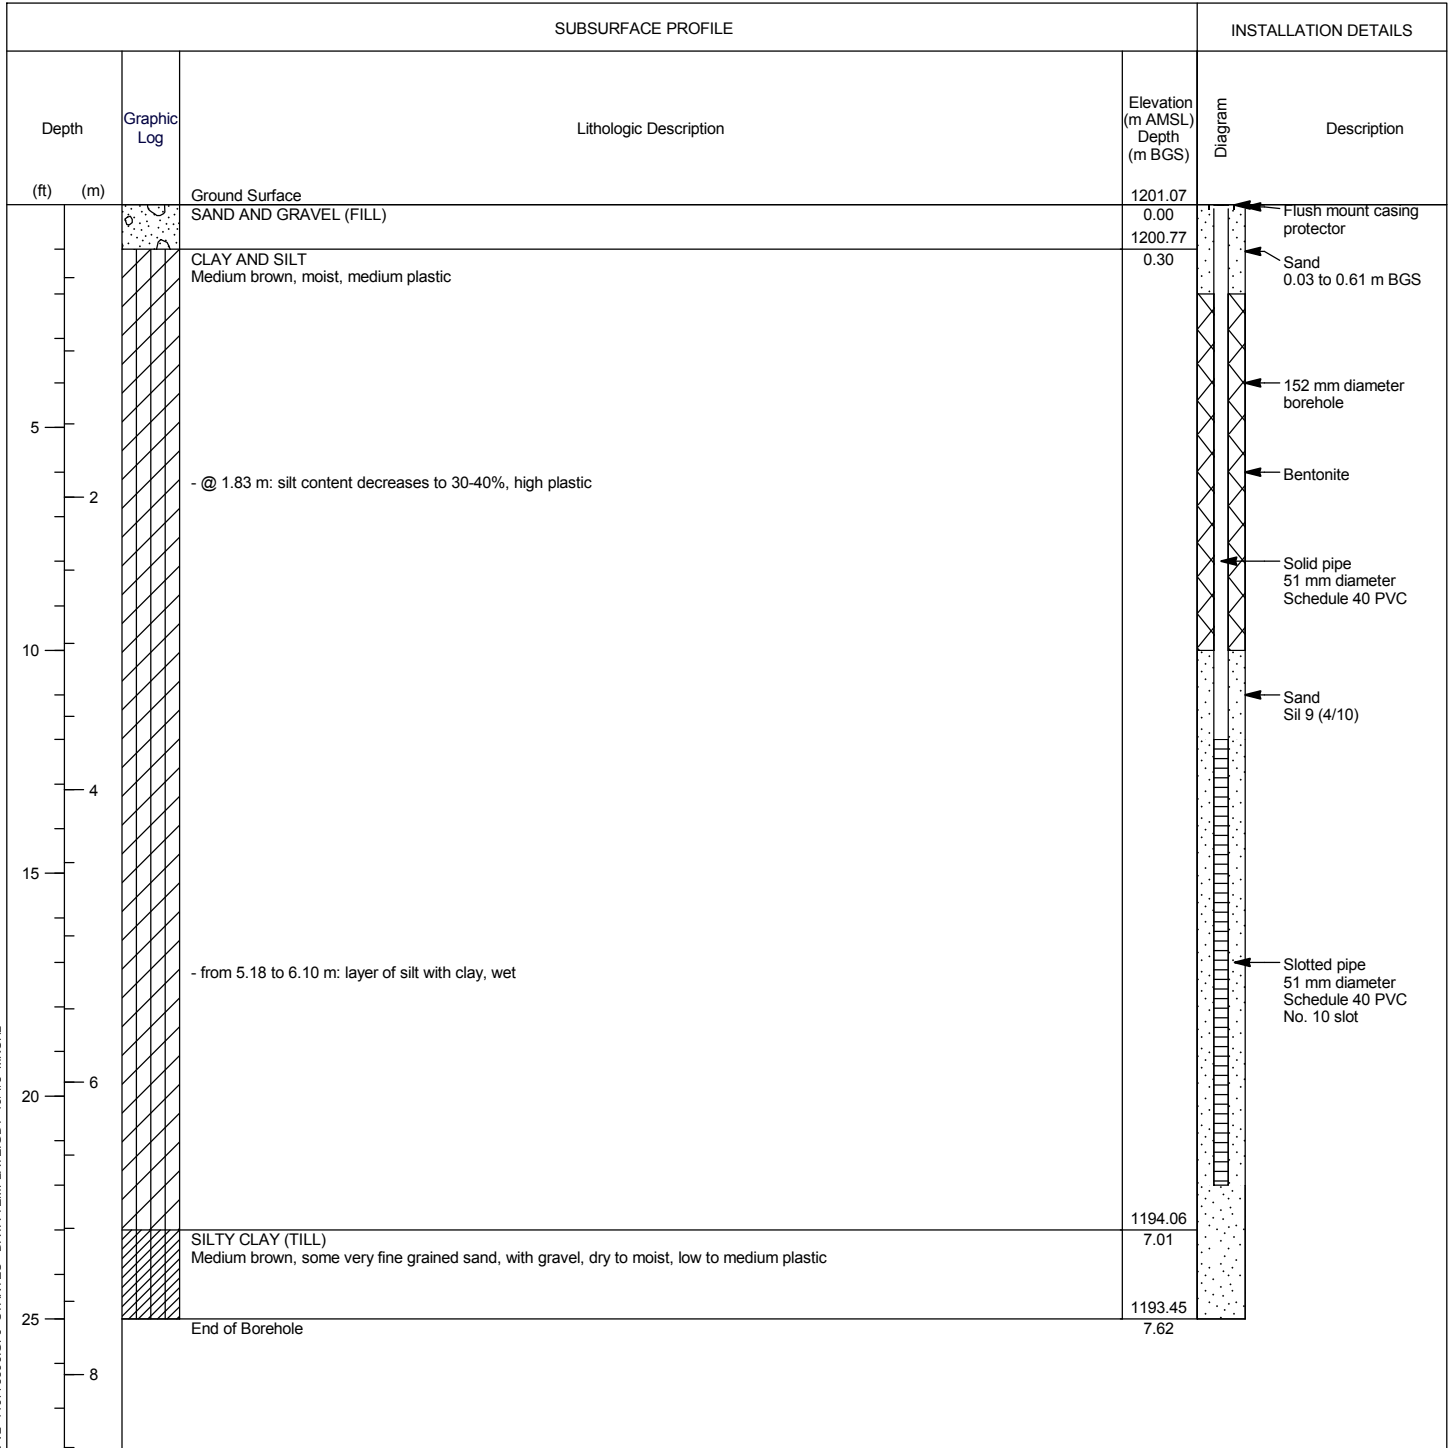 SUBSURFACE PROFILE
INSTALLATION DETAILS
Depth
Graphic
Log
Lithologic Description
Elevation
(m AMSL)
Depth
(m BGS)
Diagram
Description
(ft) (m)
Ground Surface
1201.07
SAND AND GRAVEL (FILL)
0.00
1200.77
Flush mount casing
protector
CLAY AND SILT
0.30
Medium brown, moist, medium plastic
Sand
0.03 to 0.61 m BGS
152 mm diameter
borehole
5
- @ 1.83 m: silt content decreases to 30-40%, high plastic
Bentonite
2
Solid pipe
51 mm diameter
Schedule 40 PVC
10
Sand
Sil 9 (4/10)
4
15
- from 5.18 to 6.10 m: layer of silt with clay, wet
Slotted pipe
51 mm diameter
Schedule 40 PVC
No. 10 slot
6
20
1194.06
SILTY CLAY (TILL)
7.01
Medium brown, some very fine grained sand, with gravel, dry to moist, low to medium plastic
1193.45
25
End of Borehole
7.62
8